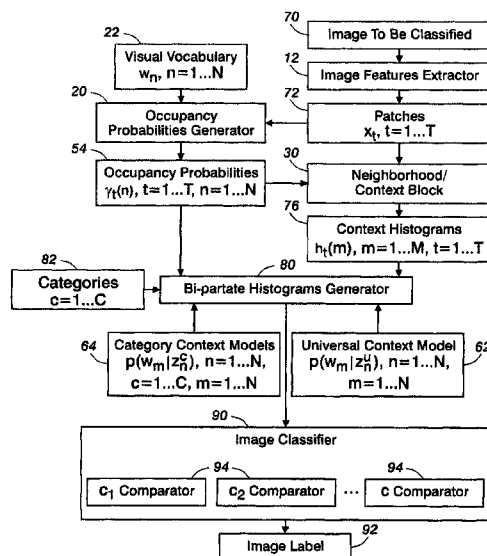 70
Image To Be Classified
22
Visual Vocabulary
wₙ, n=1...N
12
Image Features Extractor
20
Occupancy
Probabilities Generator
72
Patches
xₜ, t=1...T
54
Occupancy Probabilities
γₜ(n), t=1...T, n=1...N
30
Neighborhood/
Context Block
76
Context Histograms
hₜ(m), m=1...M, t=1...T
82
Categories
c=1...C
80
Bi-partate Histograms Generator
64
Category Context Models
p(wₘ|zₙᶜ), n=1...N,
c=1...C, m=1...N
Universal Context Model
p(wₘ|zₙᵘ), n=1...N,
m=1...N
62
90
Image Classifier
94
94
c₁ Comparator
c₂ Comparator
...
c Comparator
Image Label
92